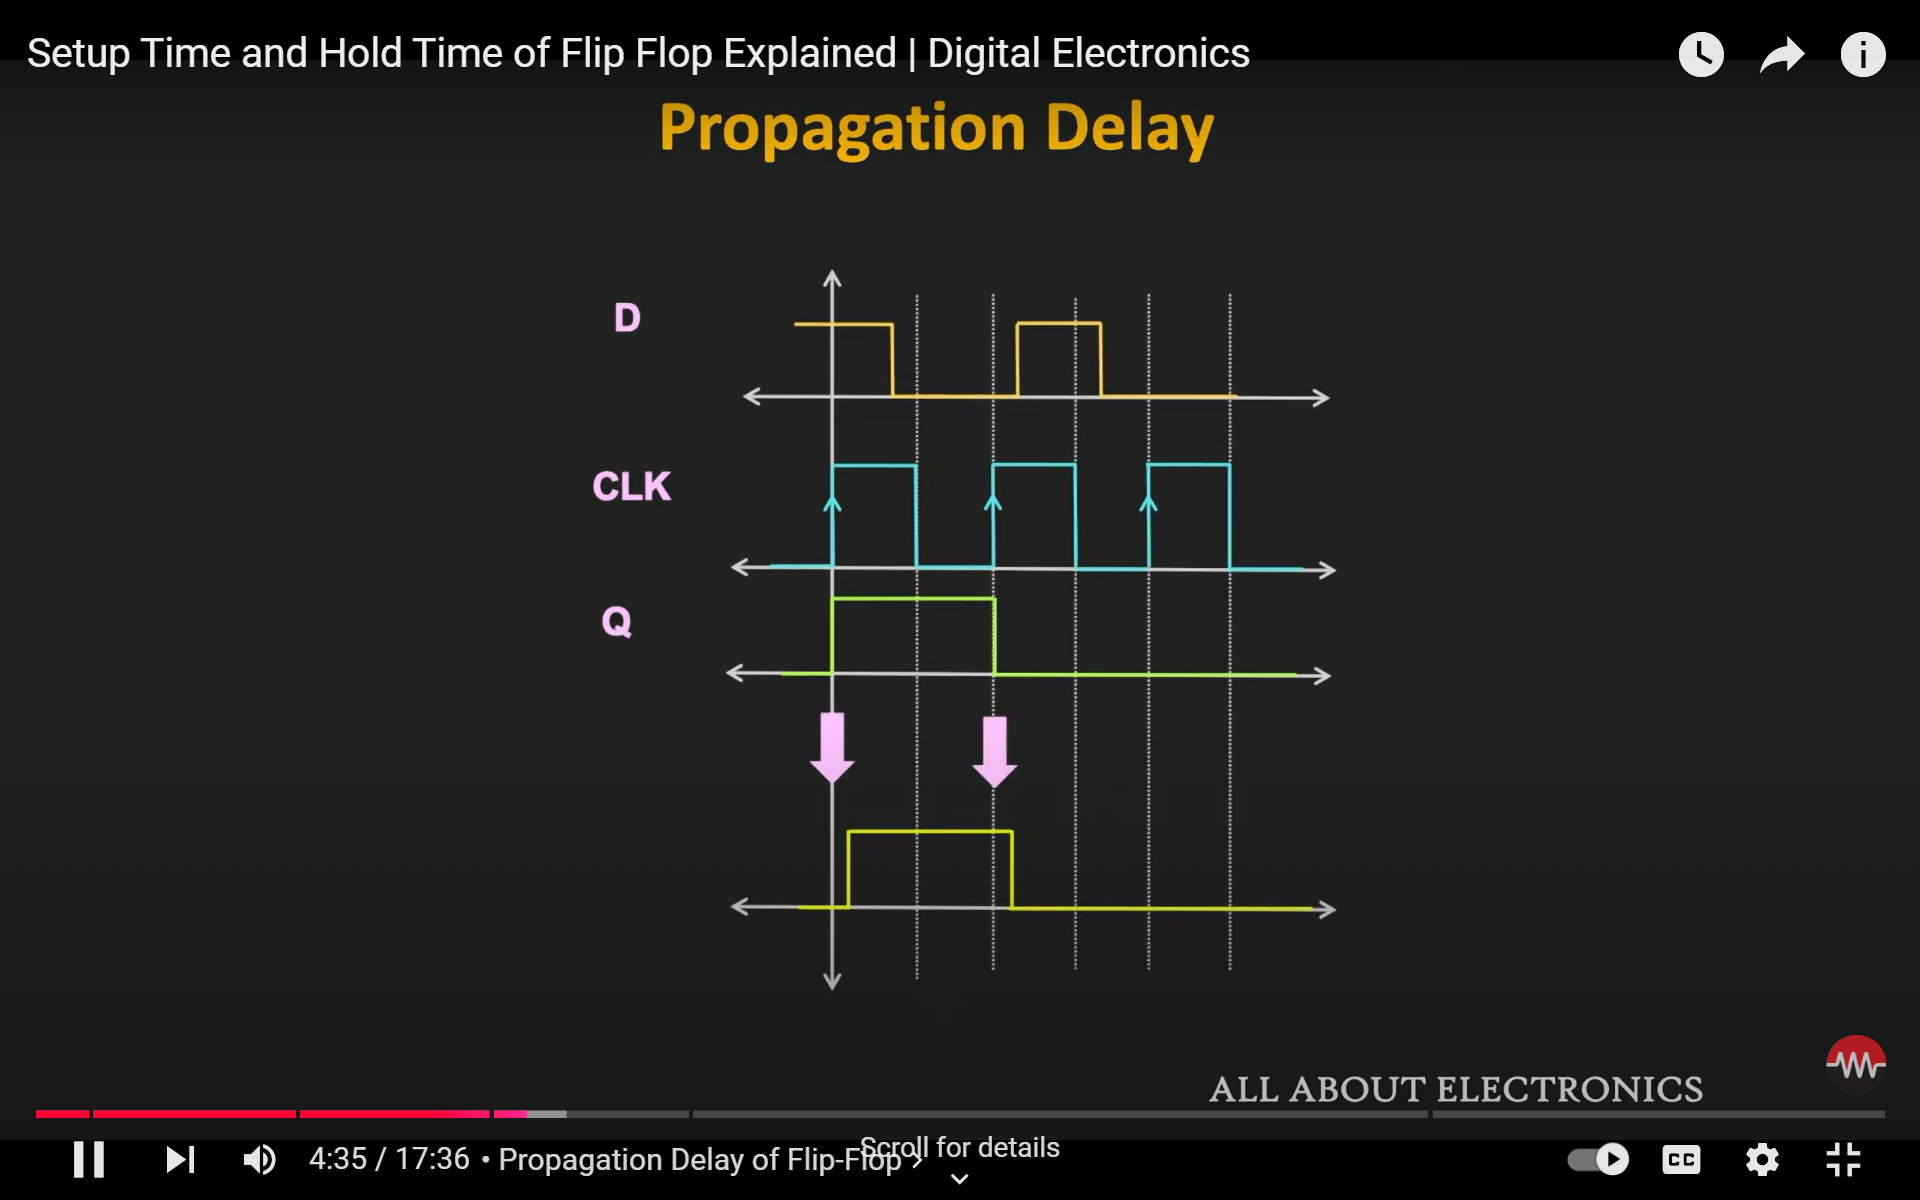 Setup Time and Hold Time of Flip Flop Explained | Digital Electronics
Propagation Delay
D
CLK
Q
ALL ABOUT ELECTRONICS
4:35 / 17:36 • Propagation Delay of Flip-Flop ›
Scroll for details
CC